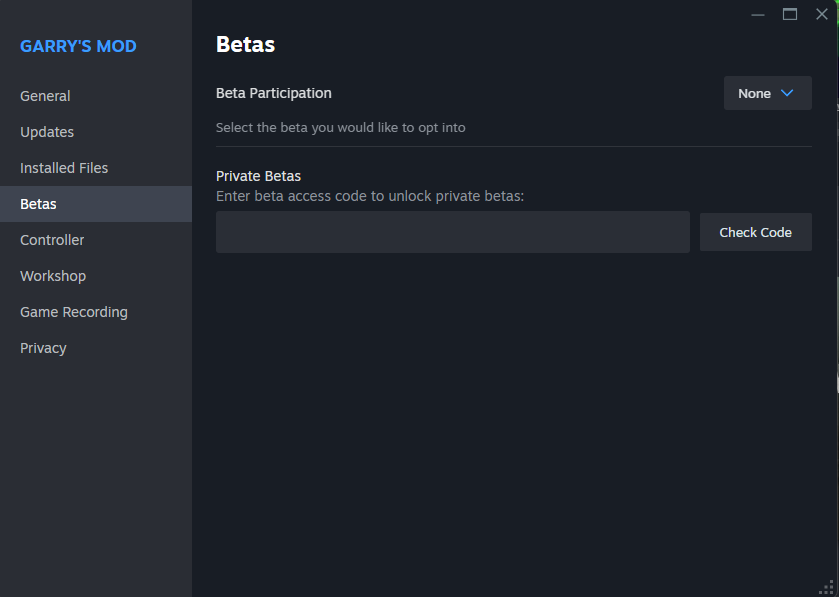 GARRY'S MOD
General
Updates
Installed Files
Betas
Controller
Workshop
Game Recording
Privacy
Betas
Beta Participation
None
Select the beta you would like to opt into
Private Betas
Enter beta access code to unlock private betas:
Check Code